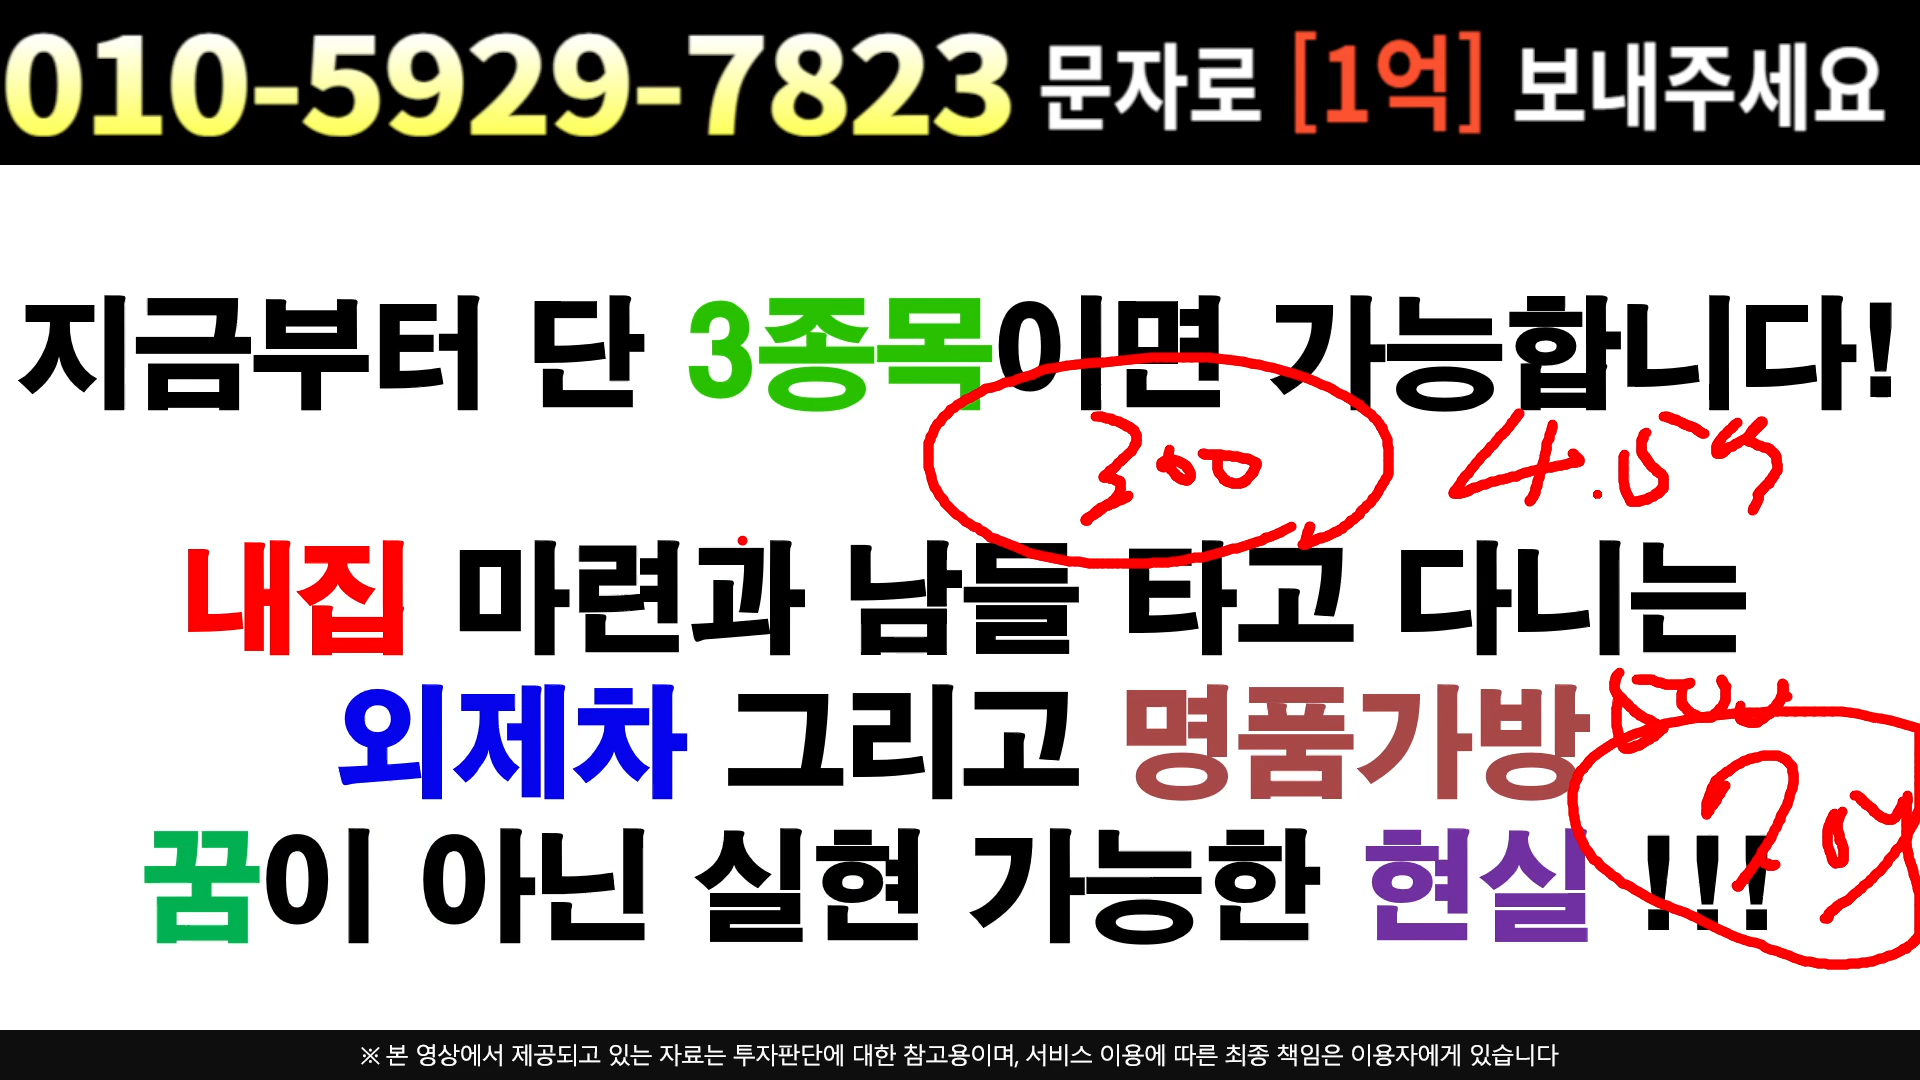 010-5929-7823 문자로 [1억] 보내주세요
지금부터 단 3종목이면 가능합니다!
300
내집 마련과 남들 타고 다니는
외제차 그리고 명품가방
꿈이 아닌 실현 가능한 현실 !!!
※ 본 영상에서 제공되고 있는 자료는 투자판단에 대한 참고용이며, 서비스 이용에 따른 최종 책임은 이용자에게 있습니다